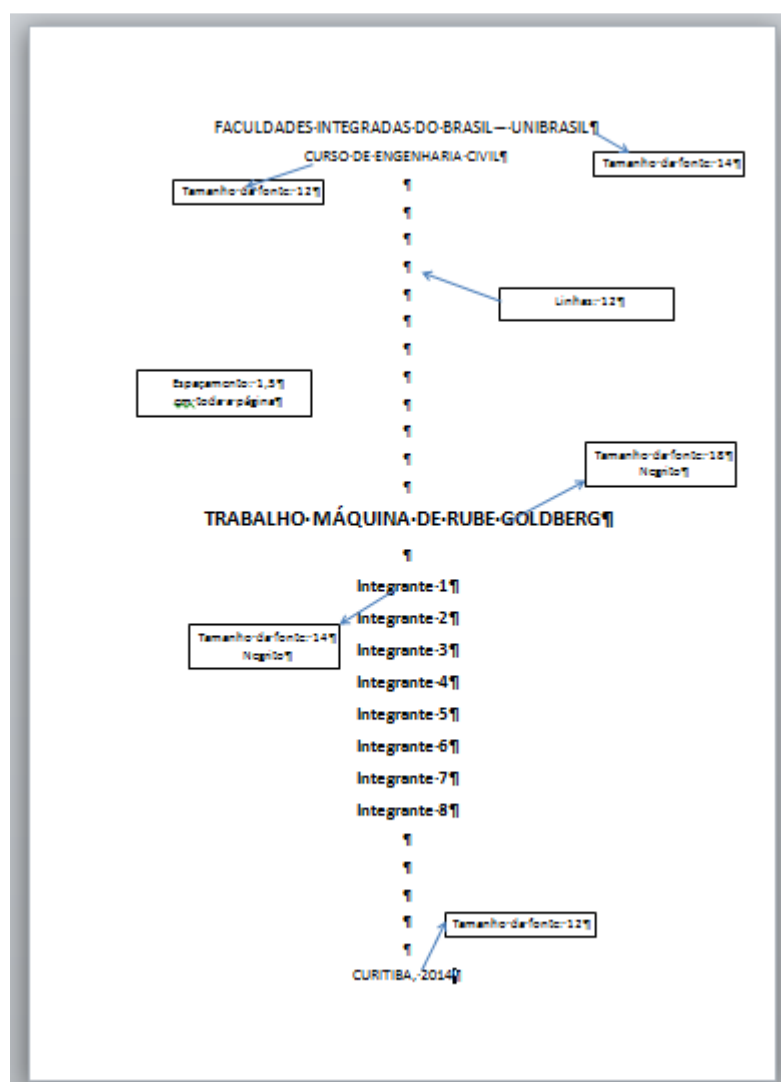 FACULDADES INTEGRADAS DO BRASIL – UNIBRASIL¶
CURSO DE ENGENHARIA CIVIL¶
Tamanho da fonte: 14¶
Tamanho da fonte: 12¶
¶
¶
¶
¶
¶
Linhas: 12¶
¶
¶
¶
Espaçamento: 1,5¶
em toda a página¶
¶
¶
¶
¶
Tamanho da fonte: 18¶
Negrito¶
TRABALHO MÁQUINA DE RUBE GOLDBERG¶
¶
Integrante 1¶
Integrante 2¶
Tamanho da fonte: 14¶
Negrito¶
Integrante 3¶
Integrante 4¶
Integrante 5¶
Integrante 6¶
Integrante 7¶
Integrante 8¶
¶
¶
¶
¶
Tamanho da fonte: 12¶
¶
CURITIBA, 2014¶